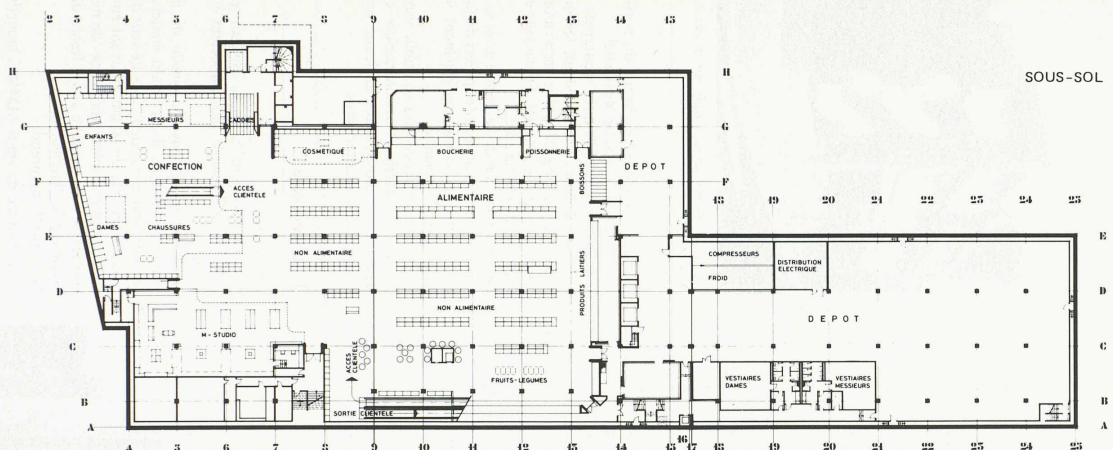 2 3 4 5 6 7 8 9 10 11 12 13 14 15
H H
SOUS-SOL
MESSIEURS CADDIES
G G
ENFANTS COSMETIQUE BOUCHERIE POISSONNERIE
CONFECTION BOISSONS DEPOT
F F
ACCES
CLIENTELE
ALIMENTAIRE
18 19 20 21 22 23 24 25
DAMES CHAUSSURES
E E
NON ALIMENTAIRE
COMPRESSEURS
FROID
DISTRIBUTION
ELECTRIQUE
PRODUITS LAITIERS
D D
NON ALIMENTAIRE
DEPOT
M-STUDIO
C C
ACCES
CLIENTELE
FRUITS-LEGUMES
VESTIAIRES
DAMES
VESTIAIRES
MESSIEURS
B B
SORTIE CLIENTELE
A A
4 5 6 7 8 9 10 11 12 13 14 15 16 17 18 19 20 21 22 23 24 25